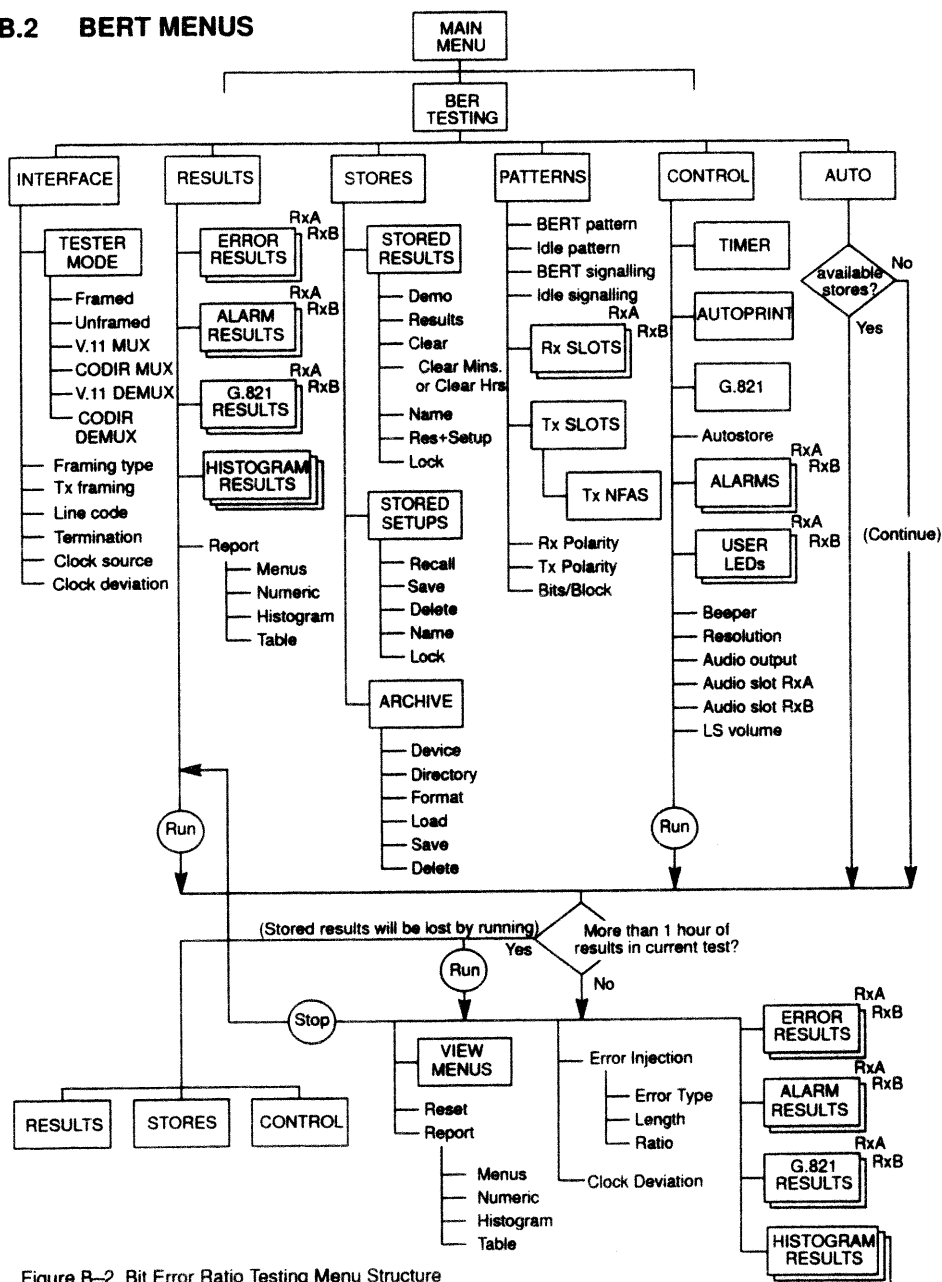 B.2 BERT MENUS
MAIN
MENU
BER
TESTING
INTERFACE
RESULTS
STORES
PATTERNS
CONTROL
AUTO
TESTER
MODE
Framed
Unframed
V.11 MUX
CODIR MUX
V.11 DEMUX
CODIR
DEMUX
Framing type
Tx framing
Line code
Termination
Clock source
Clock deviation
RxA
RxB
ERROR
RESULTS
RxA
RxB
ALARM
RESULTS
RxA
RxB
G.821
RESULTS
HISTOGRAM
RESULTS
Report
Menus
Numeric
Histogram
Table
Run
STORED
RESULTS
Demo
Results
Clear
Clear Mins.
or Clear Hrs
Name
Res+Setup
Lock
STORED
SETUPS
Recall
Save
Delete
Name
Lock
ARCHIVE
Device
Directory
Format
Load
Save
Delete
BERT pattern
Idle pattern
BERT signalling
Idle signalling
RxA
RxB
Rx SLOTS
Tx SLOTS
Tx NFAS
Rx Polarity
Tx Polarity
Bits/Block
TIMER
AUTOPRINT
G.821
Autostore
RxA
RxB
ALARMS
RxA
RxB
USER
LEDs
Beeper
Resolution
Audio output
Audio slot RxA
Audio slot RxB
LS volume
Run
available
stores?
No
Yes
(Continue)
(Stored results will be lost by running)
Yes
More than 1 hour of
results in current test?
No
Run
Stop
RESULTS
STORES
CONTROL
VIEW
MENUS
Reset
Report
Menus
Numeric
Histogram
Table
Error Injection
Error Type
Length
Ratio
Clock Deviation
RxA
RxB
ERROR
RESULTS
RxA
RxB
ALARM
RESULTS
RxA
RxB
G.821
RESULTS
HISTOGRAM
RESULTS
Figure B–2 Bit Error Ratio Testing Menu Structure